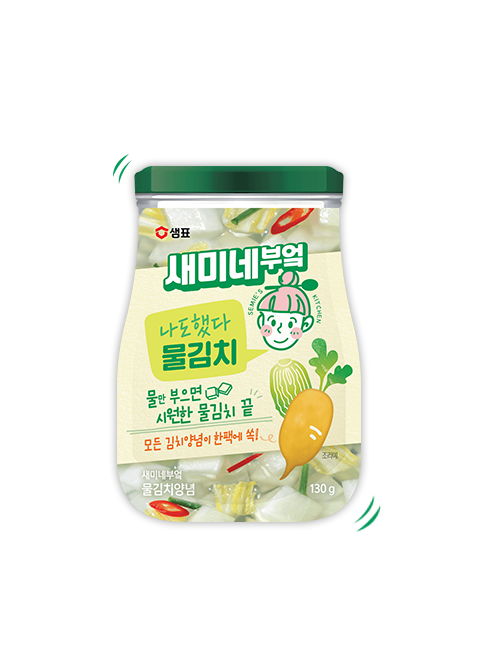 샘표
새미네부엌
SEMIE'S KITCHEN
나도했다
물김치
물만 부으면
시원한 물김치 끝
모든 김치양념이 한팩에 쏙!
조리예
새미네부엌
물김치양념
130 g